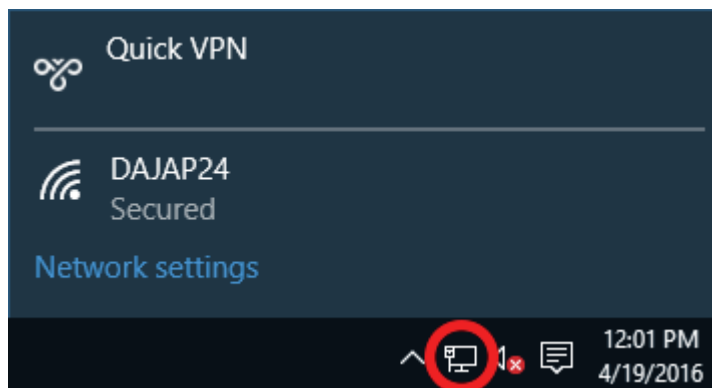 Quick VPN
DAJAP24
Secured
Network settings
12:01 PM
4/19/2016